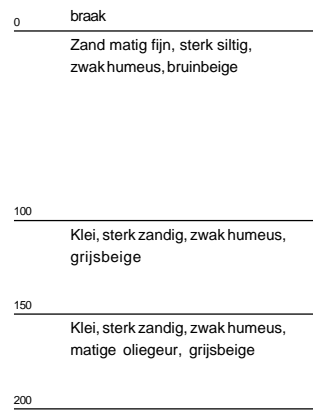 braak
0
Zand matig fijn, sterk siltig,
zwak humeus, bruinbeige
100
Klei, sterk zandig, zwak humeus,
grijsbeige
150
Klei, sterk zandig, zwak humeus,
matige oliegeur, grijsbeige
200